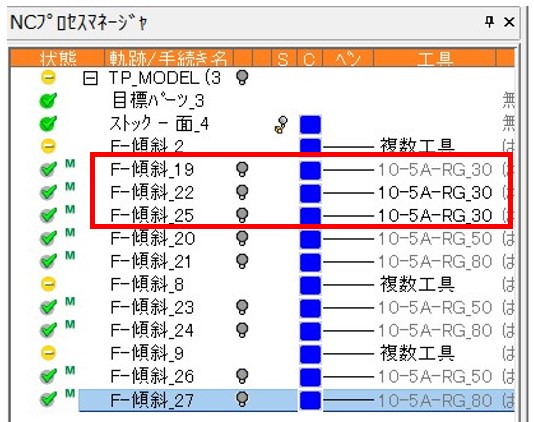 NCﾌﾟﾛｾｽﾏﾈｰｼﾞｬ
状態 軌跡/手続き名 S C ﾍﾟﾝ 工具
TP_MODEL (3
目標ﾊﾟｰﾂ_3 無
ｽﾄｯｸ - 面_4 無
F-傾斜_2 複数工具 (は
M F-傾斜_19 10-5A-RG_30 (は
M F-傾斜_22 10-5A-RG_30 (は
M F-傾斜_25 10-5A-RG_30 (は
M F-傾斜_20 10-5A-RG_50 (は
M F-傾斜_21 10-5A-RG_80 (は
F-傾斜_8 複数工具 (は
M F-傾斜_23 10-5A-RG_50 (は
M F-傾斜_24 10-5A-RG_80 (は
F-傾斜_9 複数工具 (は
M F-傾斜_26 10-5A-RG_50 (は
M F-傾斜_27 10-5A-RG_80 (は